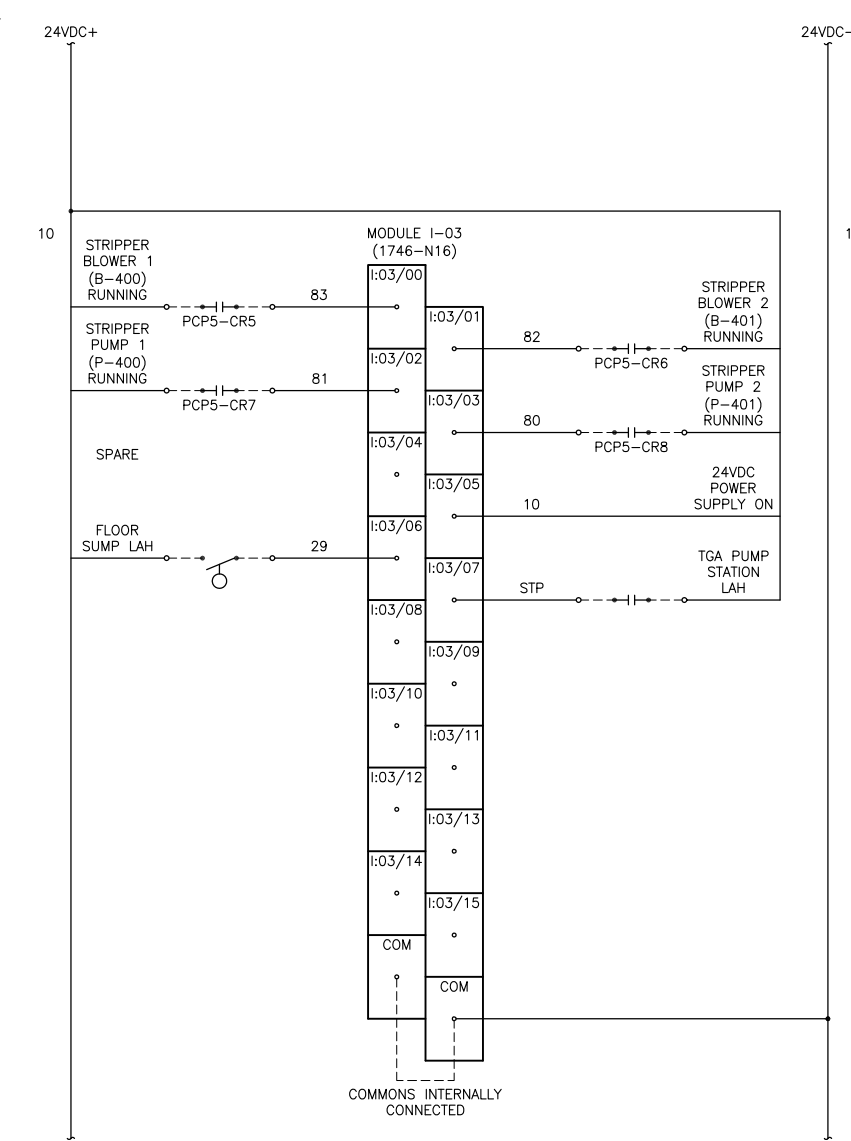 24VDC+
24VDC-
10
1
MODULE I-03
(1746-N16)
STRIPPER
BLOWER 1
(B-400)
RUNNING
83
PCP5-CR5
I:03/00
I:03/01
STRIPPER
BLOWER 2
(B-401)
RUNNING
82
PCP5-CR6
STRIPPER
PUMP 1
(P-400)
RUNNING
81
PCP5-CR7
I:03/02
I:03/03
STRIPPER
PUMP 2
(P-401)
RUNNING
80
PCP5-CR8
SPARE
I:03/04
I:03/05
10
24VDC
POWER
SUPPLY ON
FLOOR
SUMP LAH
29
I:03/06
I:03/07
STP
TGA PUMP
STATION
LAH
I:03/08
I:03/09
I:03/10
I:03/11
I:03/12
I:03/13
I:03/14
I:03/15
COM
COM
COMMONS INTERNALLY
CONNECTED